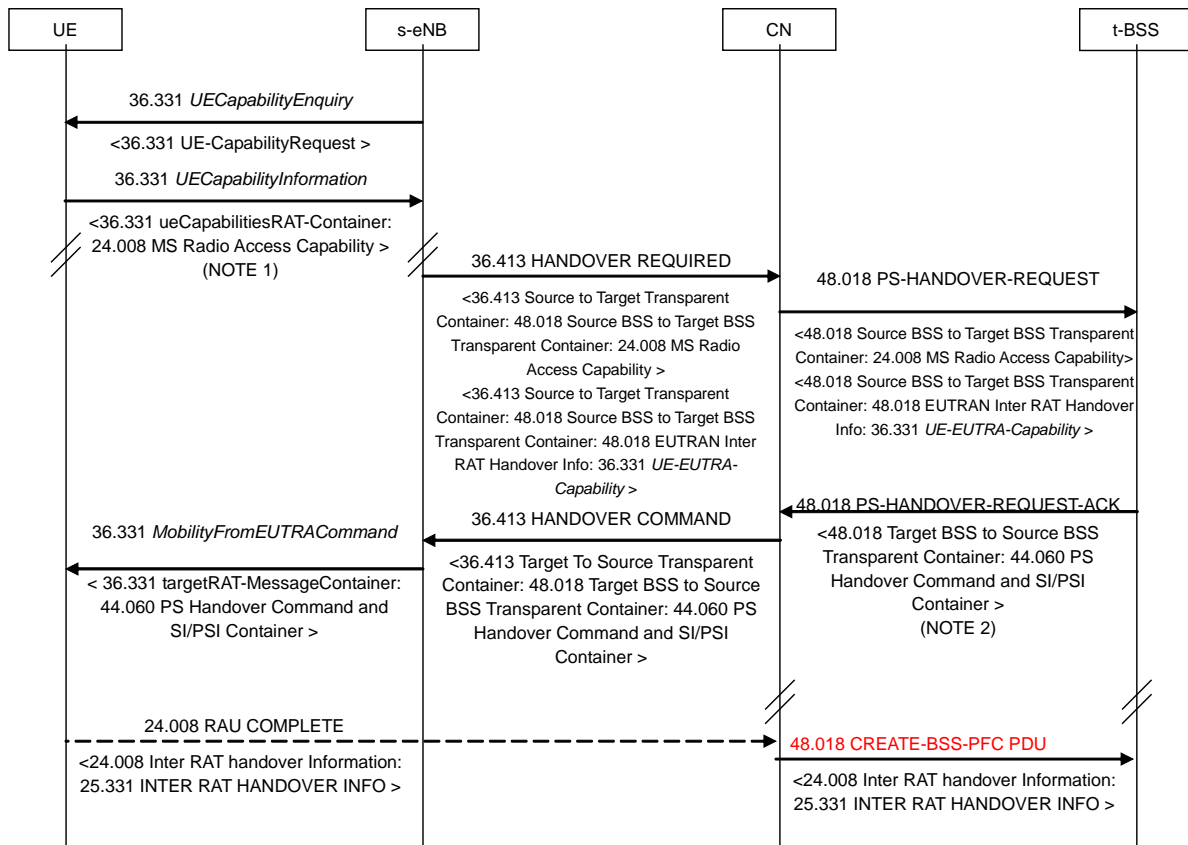 UE
s-eNB
CN
t-BSS
36.331 UECapabilityEnquiry
<36.331 UE-CapabilityRequest >
36.331 UECapabilityInformation
<36.331 ueCapabilitiesRAT-Container:
24.008 MS Radio Access Capability >
(NOTE 1)
36.413 HANDOVER REQUIRED
<36.413 Source to Target Transparent
Container: 48.018 Source BSS to Target BSS
Transparent Container: 24.008 MS Radio
Access Capability >
<36.413 Source to Target Transparent
Container: 48.018 Source BSS to Target BSS
Transparent Container: 48.018 EUTRAN Inter
RAT Handover Info: 36.331 UE-EUTRA-
Capability >
48.018 PS-HANDOVER-REQUEST
<48.018 Source BSS to Target BSS Transparent
Container: 24.008 MS Radio Access Capability>
<48.018 Source BSS to Target BSS Transparent
Container: 48.018 EUTRAN Inter RAT Handover
Info: 36.331 UE-EUTRA-Capability >
48.018 PS-HANDOVER-REQUEST-ACK
<48.018 Target BSS to Source BSS
Transparent Container: 44.060 PS
Handover Command and SI/PSI
Container >
(NOTE 2)
36.413 HANDOVER COMMAND
<36.413 Target To Source Transparent
Container: 48.018 Target BSS to Source
BSS Transparent Container: 44.060 PS
Handover Command and SI/PSI
Container >
36.331 MobilityFromEUTRACommand
< 36.331 targetRAT-MessageContainer:
44.060 PS Handover Command and
SI/PSI Container >
24.008 RAU COMPLETE
<24.008 Inter RAT handover Information:
25.331 INTER RAT HANDOVER INFO >
48.018 CREATE-BSS-PFC PDU
<24.008 Inter RAT handover Information:
25.331 INTER RAT HANDOVER INFO >